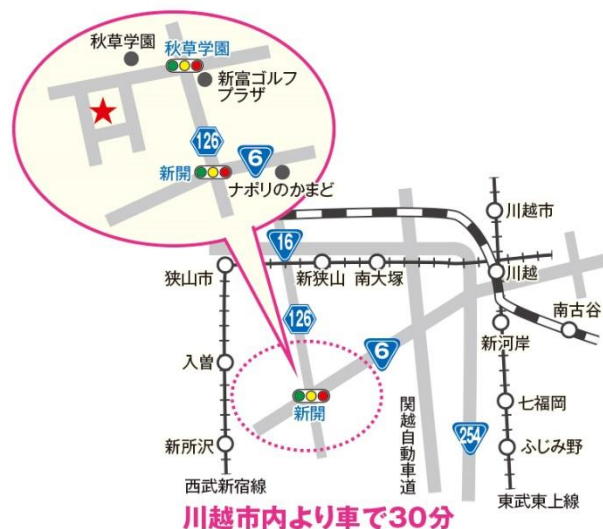 秋草学園
秋草学園
新富ゴルフ
プラザ
126
6
新開
ナポリのかまど
川越市
16
狭山市
新狭山
南大塚
川越
南古谷
126
6
新河岸
入曽
新開
関越自動車道
七福岡
新所沢
254
ふじみ野
西武新宿線
東武東上線
川越市内より車で30分